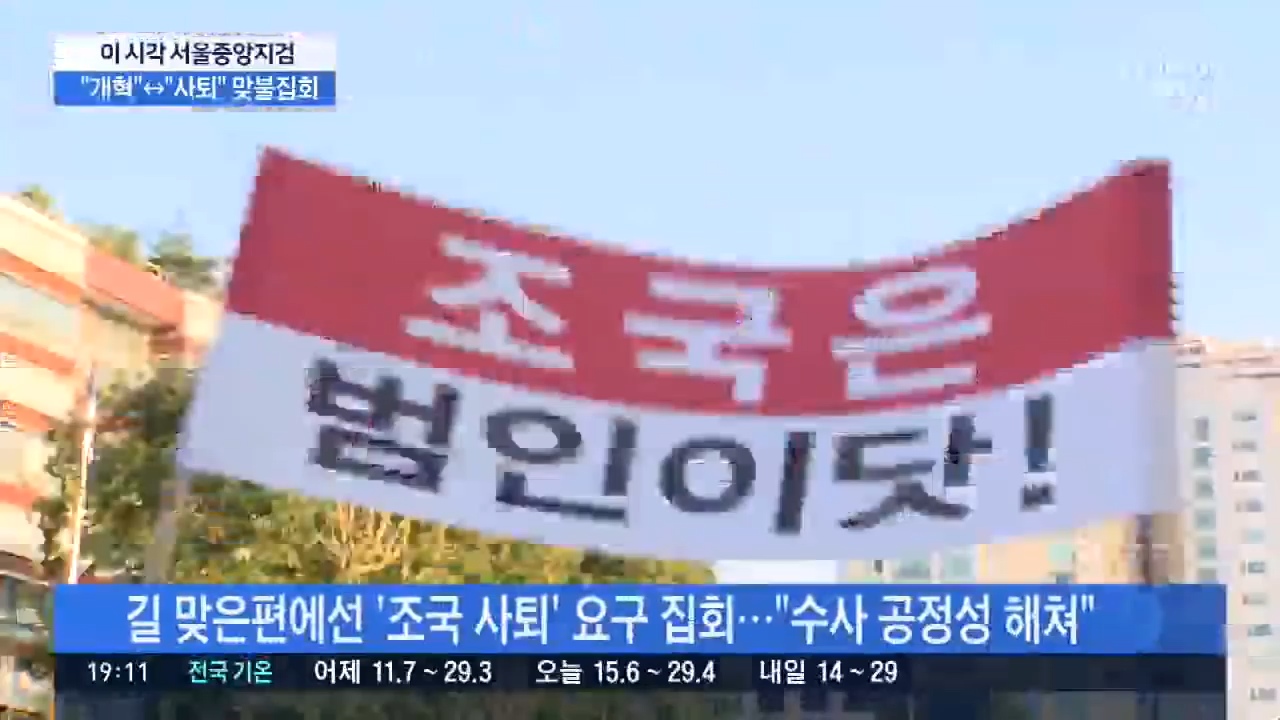 이 시각 서울중앙지검
"개혁"↔"사퇴" 맞불집회
조국은
범인이닷!
길 맞은편에선 '조국 사퇴' 요구 집회…"수사 공정성 해쳐"
19:11 전국 기온 어제 11.7 ~ 29.3 오늘 15.6 ~ 29.4 내일 14 ~ 29